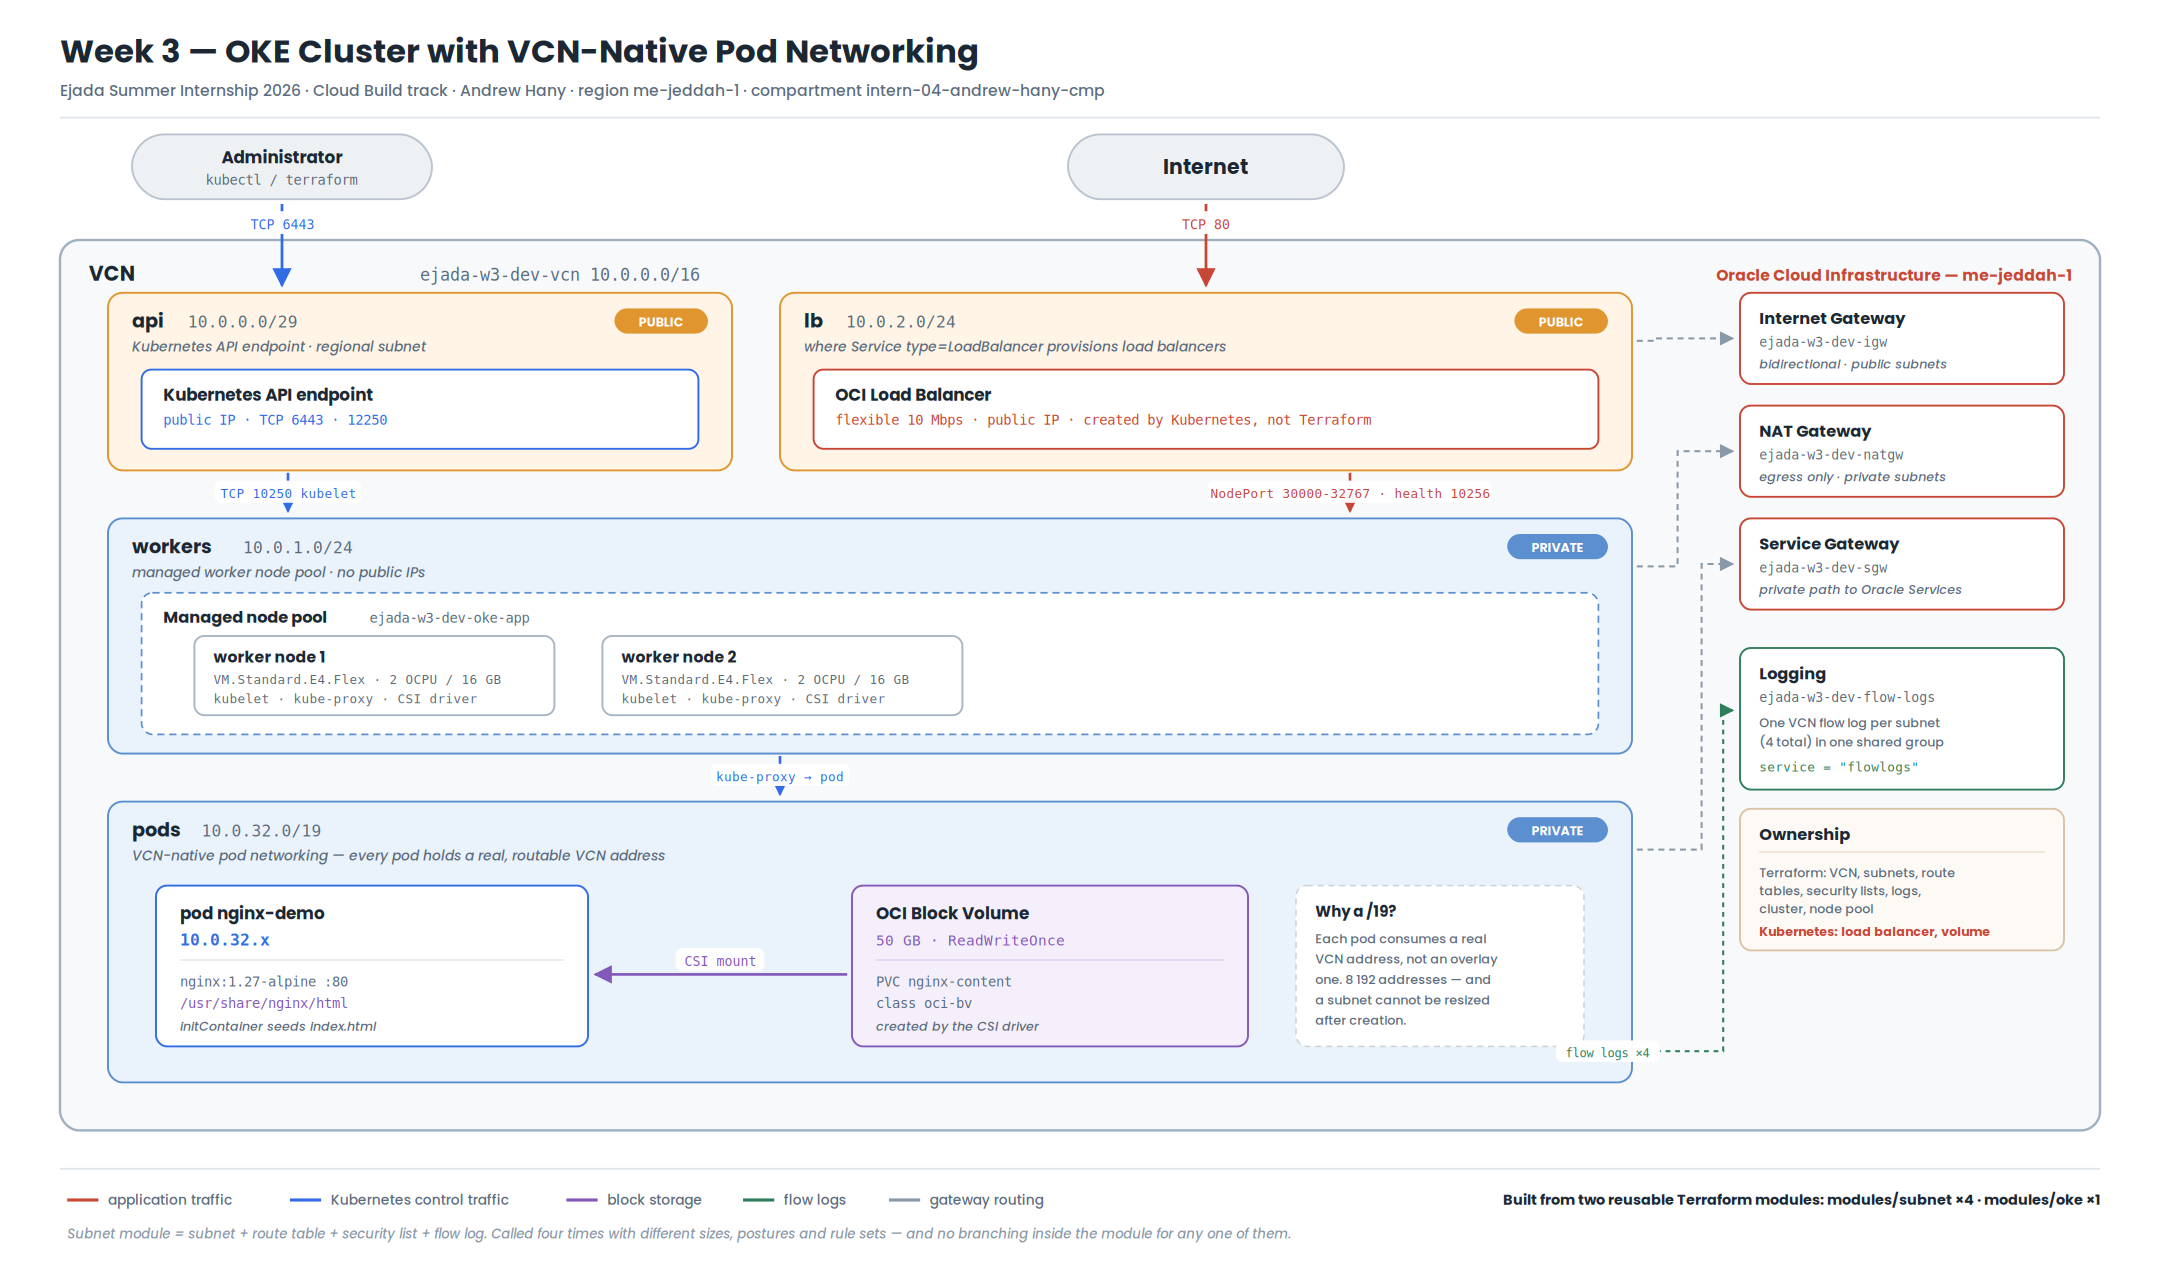 Week 3 — OKE Cluster with VCN-Native Pod Networking
Ejada Summer Internship 2026 · Cloud Build track · Andrew Hany · region me-jeddah-1 · compartment intern-04-andrew-hany-cmp
Administrator
kubectl / terraform
Internet
TCP 6443
TCP 80
VCN
ejada-w3-dev-vcn 10.0.0.0/16
Oracle Cloud Infrastructure — me-jeddah-1
api 10.0.0.0/29
PUBLIC
Kubernetes API endpoint · regional subnet
Kubernetes API endpoint
public IP · TCP 6443 · 12250
lb 10.0.2.0/24
PUBLIC
where Service type=LoadBalancer provisions load balancers
OCI Load Balancer
flexible 10 Mbps · public IP · created by Kubernetes, not Terraform
Internet Gateway
ejada-w3-dev-igw
bidirectional · public subnets
NAT Gateway
ejada-w3-dev-natgw
egress only · private subnets
TCP 10250 kubelet
NodePort 30000-32767 · health 10256
workers 10.0.1.0/24
PRIVATE
managed worker node pool · no public IPs
Managed node pool ejada-w3-dev-oke-app
worker node 1
VM.Standard.E4.Flex · 2 OCPU / 16 GB
kubelet · kube-proxy · CSI driver
worker node 2
VM.Standard.E4.Flex · 2 OCPU / 16 GB
kubelet · kube-proxy · CSI driver
Service Gateway
ejada-w3-dev-sgw
private path to Oracle Services
Logging
ejada-w3-dev-flow-logs
One VCN flow log per subnet
(4 total) in one shared group
service = "flowlogs"
kube-proxy → pod
pods 10.0.32.0/19
PRIVATE
VCN-native pod networking — every pod holds a real, routable VCN address
pod nginx-demo
10.0.32.x
nginx:1.27-alpine :80
/usr/share/nginx/html
initContainer seeds index.html
CSI mount
OCI Block Volume
50 GB · ReadWriteOnce
PVC nginx-content
class oci-bv
created by the CSI driver
Why a /19?
Each pod consumes a real
VCN address, not an overlay
one. 8 192 addresses — and
a subnet cannot be resized
after creation.
flow logs ×4
Ownership
Terraform: VCN, subnets, route
tables, security lists, logs,
cluster, node pool
Kubernetes: load balancer, volume
application traffic
Kubernetes control traffic
block storage
flow logs
gateway routing
Built from two reusable Terraform modules: modules/subnet ×4 · modules/oke ×1
Subnet module = subnet + route table + security list + flow log. Called four times with different sizes, postures and rule sets — and no branching inside the module for any one of them.